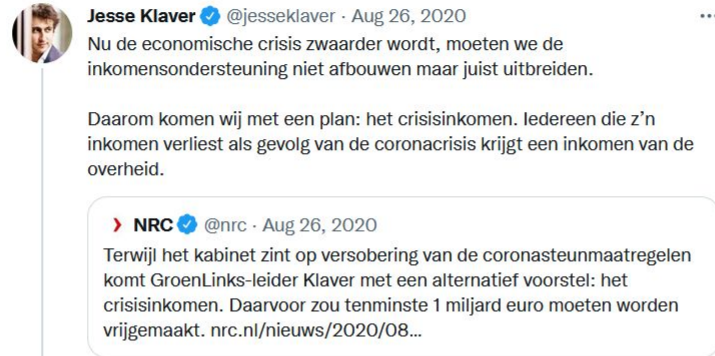 Jesse Klaver @jesseklaver · Aug 26, 2020
Nu de economische crisis zwaarder wordt, moeten we de
inkomensondersteuning niet afbouwen maar juist uitbreiden.
Daarom komen wij met een plan: het crisisinkomen. Iedereen die z'n
inkomen verliest als gevolg van de coronacrisis krijgt een inkomen van de
overheid.
NRC @nrc · Aug 26, 2020
Terwijl het kabinet zint op versobering van de coronasteunmaatregelen
komt GroenLinks-leider Klaver met een alternatief voorstel: het
crisisinkomen. Daarvoor zou tenminste 1 miljard euro moeten worden
vrijgemaakt. nrc.nl/nieuws/2020/08...